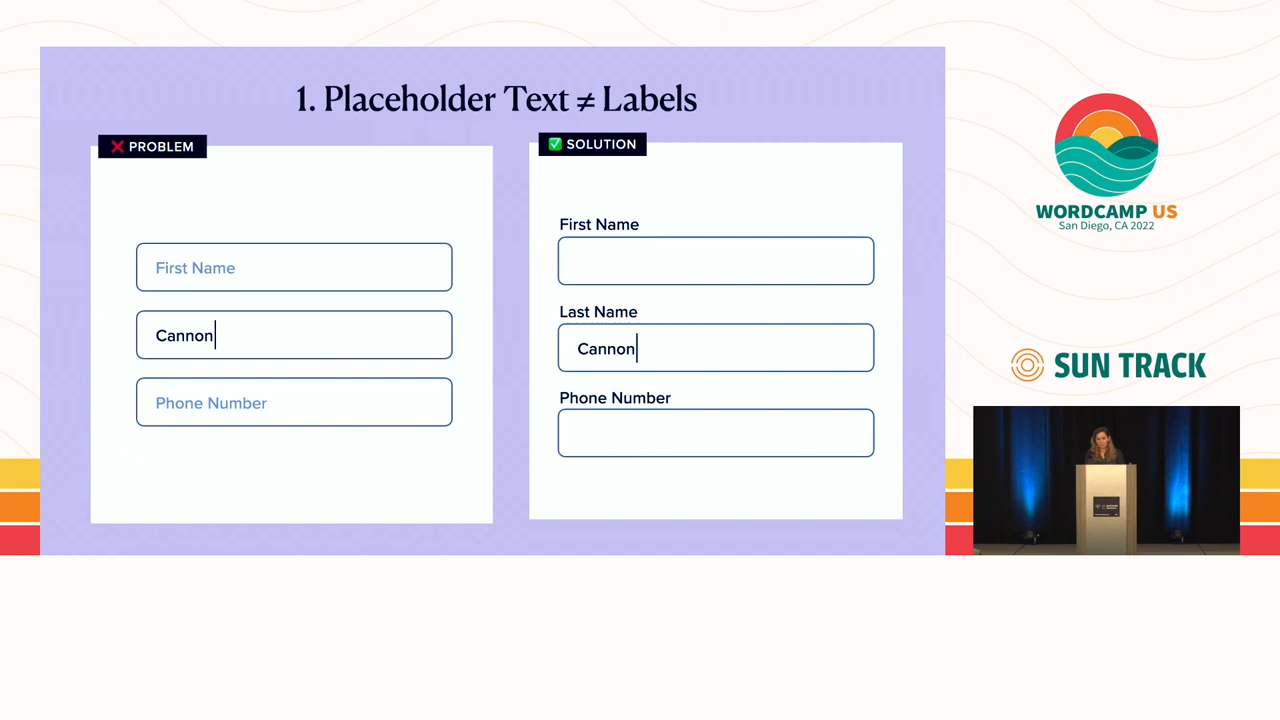 1. Placeholder Text ≠ Labels
❌ PROBLEM
First Name
Cannon
Phone Number
✅ SOLUTION
First Name
Last Name
Cannon
Phone Number
WORDCAMP US
San Diego, CA 2022
SUN TRACK